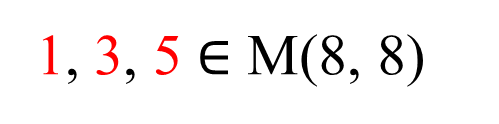 1, 3, 5 ∈ M(8, 8)